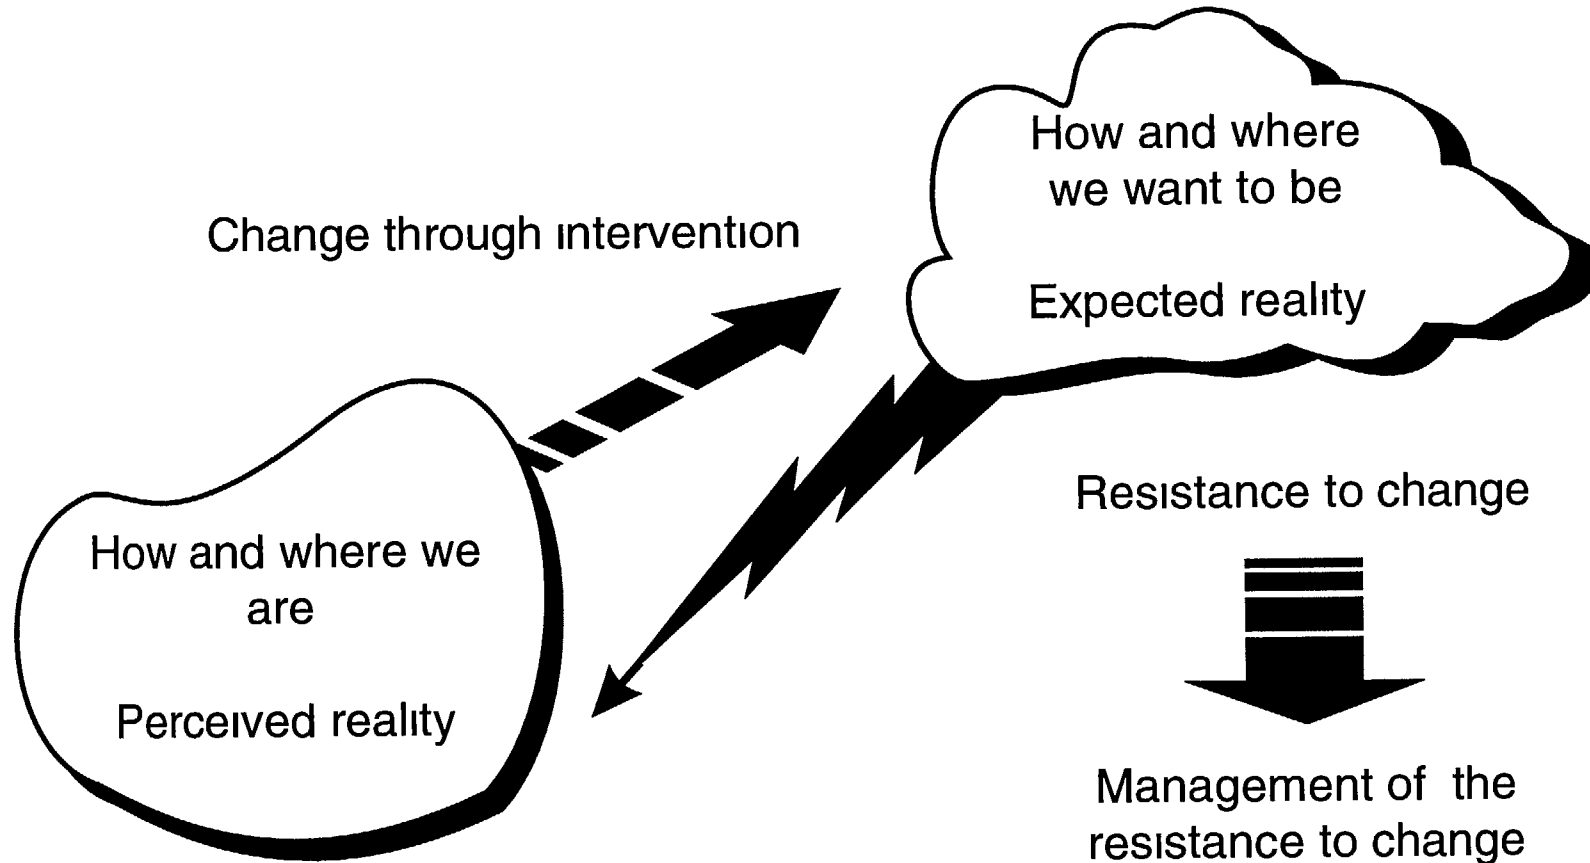 How and where
we want to be
Expected reality
Change through intervention
How and where we
are
Perceived reality
Resistance to change
Management of the
resistance to change